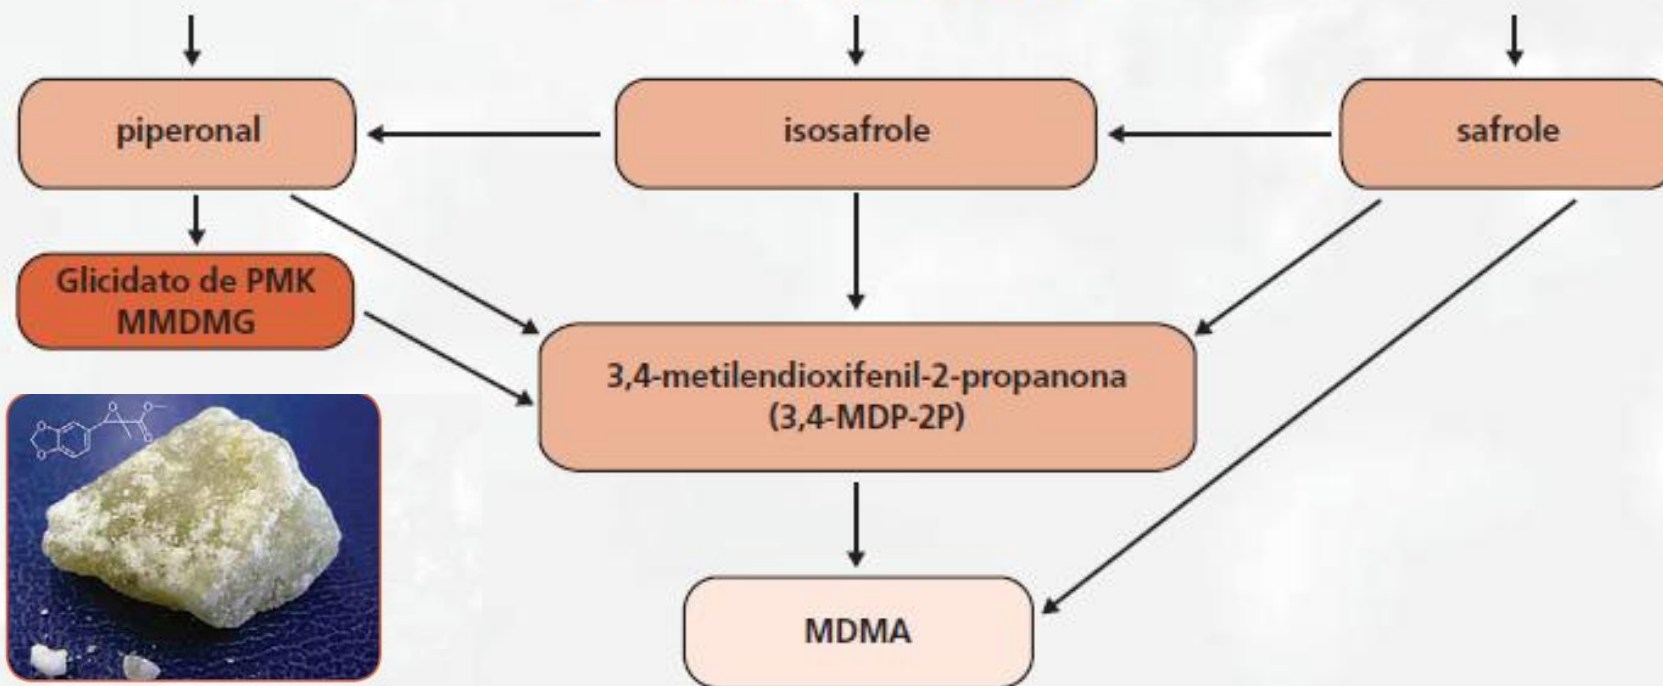 piperonal
isosafrole
safrole
Glicidato de PMK
MMDMG
3,4-metilendioxifenil-2-propanona
(3,4-MDP-2P)
MDMA